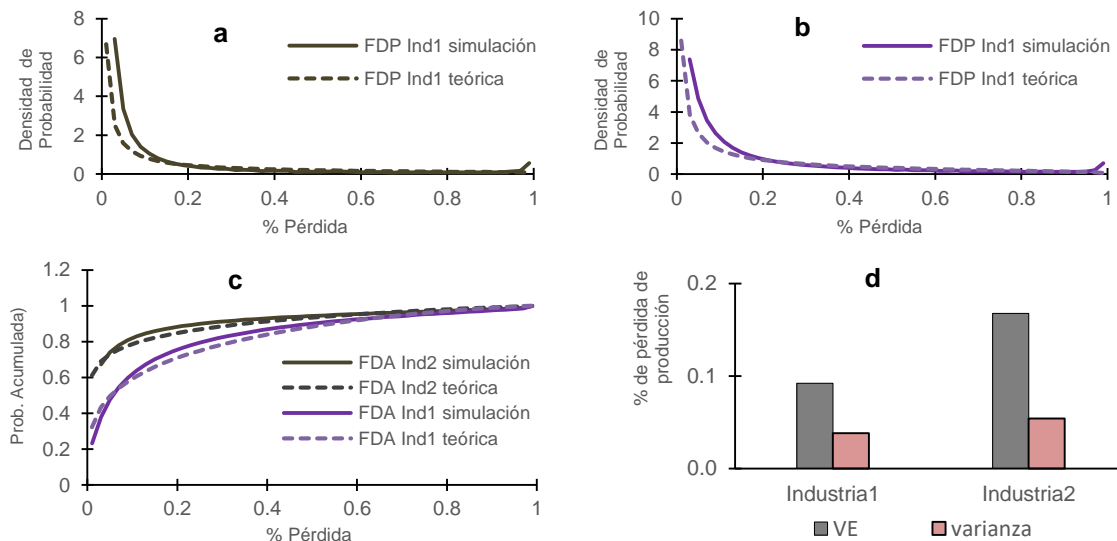 a
8
6
4
2
0
Densidad de
Probabilidad
FDP Ind1 simulación
FDP Ind1 teórica
0 0.2 0.4 0.6 0.8 1
% Pérdida
b
10
8
6
4
2
0
Densidad de
Probabilidad
FDP Ind1 simulación
FDP Ind1 teórica
0 0.2 0.4 0.6 0.8 1
% Pérdida
c
1.2
1
0.8
0.6
0.4
0.2
0
Prob. Acumulada)
FDA Ind2 simulación
FDA Ind2 teórica
FDA Ind1 simulación
FDA Ind1 teórica
0 0.2 0.4 0.6 0.8 1
% Pérdida
d
0.2
0.1
0.0
% de pérdida de
producción
Industria1 Industria2
VE varianza